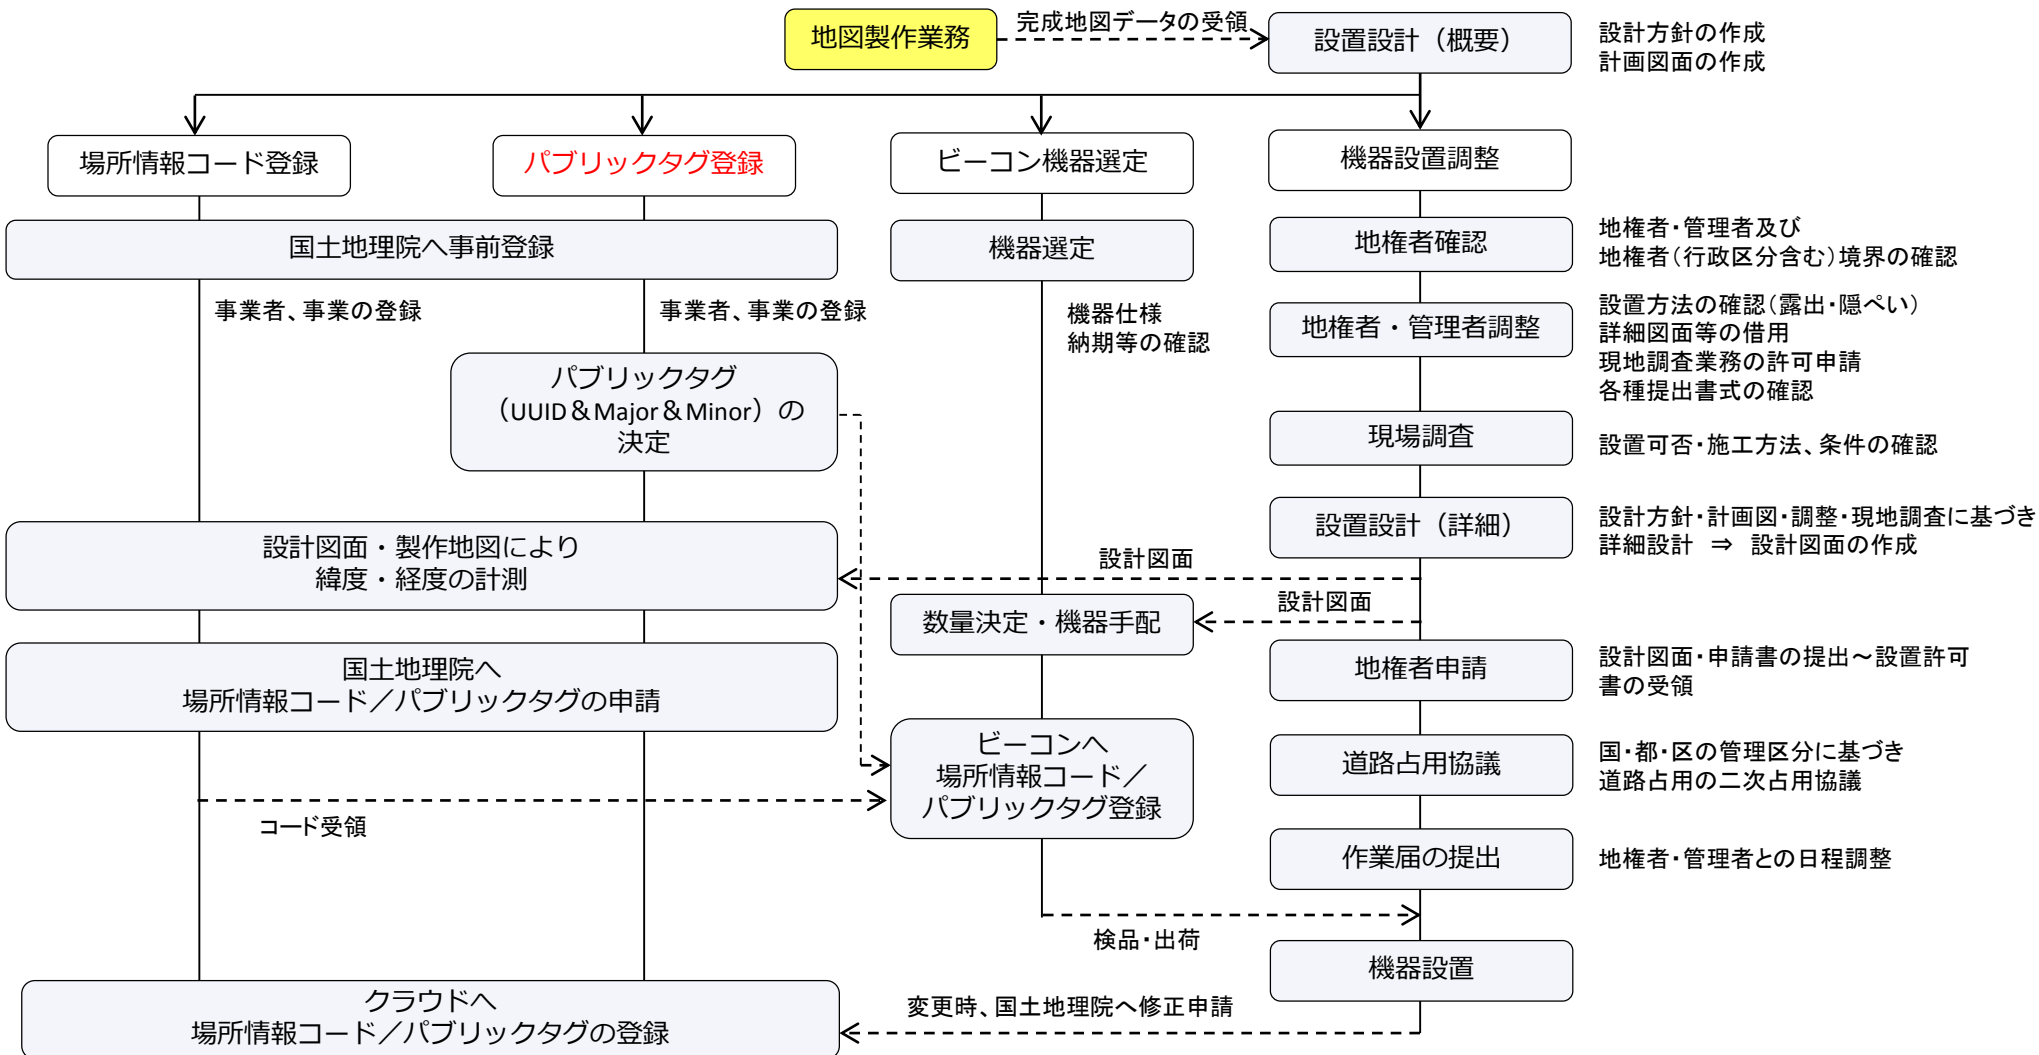 地図製作業務
完成地図データの受領
設置設計（概要）
設計方針の作成
計画図面の作成
場所情報コード登録
パブリックタグ登録
ビーコン機器選定
機器設置調整
国土地理院へ事前登録
機器選定
地権者確認
地権者・管理者及び
地権者（行政区分含む）境界の確認
事業者、事業の登録
事業者、事業の登録
機器仕様
納期等の確認
地権者・管理者調整
設置方法の確認（露出・隠ぺい）
詳細図面等の借用
現地調査業務の許可申請
各種提出書式の確認
パブリックタグ
（UUID＆Major＆Minor）の
決定
現場調査
設置可否・施工方法、条件の確認
設計図面・製作地図により
緯度・経度の計測
設置設計（詳細）
設計方針・計画図・調整・現地調査に基づき
詳細設計　⇒　設計図面の作成
設計図面
設計図面
数量決定・機器手配
国土地理院へ
場所情報コード／パブリックタグの申請
地権者申請
設計図面・申請書の提出～設置許可
書の受領
ビーコンへ
場所情報コード／
パブリックタグ登録
道路占用協議
国・都・区の管理区分に基づき
道路占用の二次占用協議
コード受領
作業届の提出
地権者・管理者との日程調整
検品・出荷
機器設置
クラウドへ
場所情報コード／パブリックタグの登録
変更時、国土地理院へ修正申請